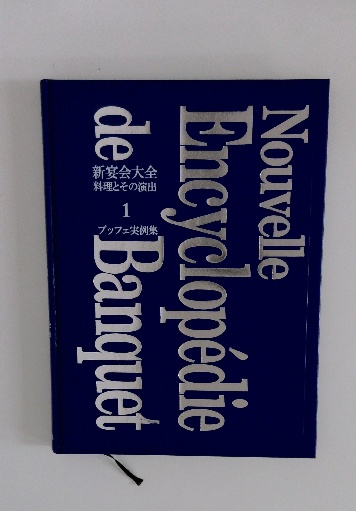 Nouvelle
Encyclopédie
de Banquet
新宴会大全
料理とその演出
1
ブッフェ実例集